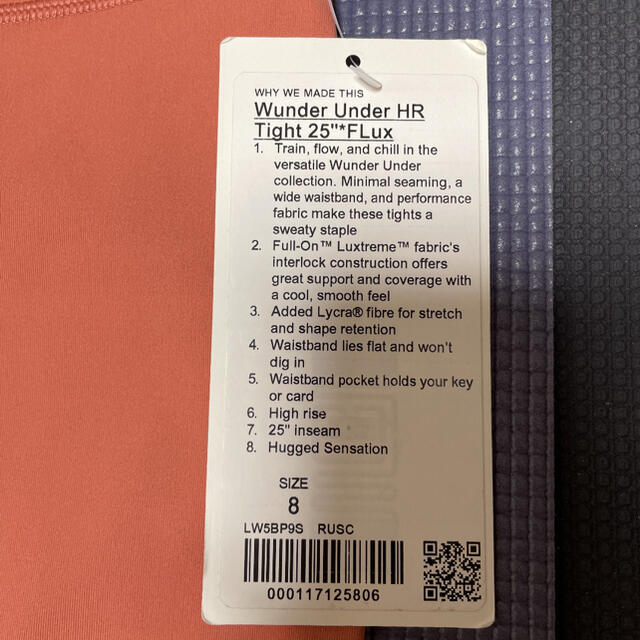 WHY WE MADE THIS
Wunder Under HR
Tight 25"*FLux
1. Train, flow, and chill in the
versatile Wunder Under
collection. Minimal seaming, a
wide waistband, and performance
fabric make these tights a
sweaty staple
2. Full-On™ Luxtreme™ fabric's
interlock construction offers
great support and coverage with
a cool, smooth feel
3. Added Lycra® fibre for stretch
and shape retention
4. Waistband lies flat and won't
dig in
5. Waistband pocket holds your key
or card
6. High rise
7. 25" inseam
8. Hugged Sensation
SIZE
8
LW5BP9S RUSC
000117125806